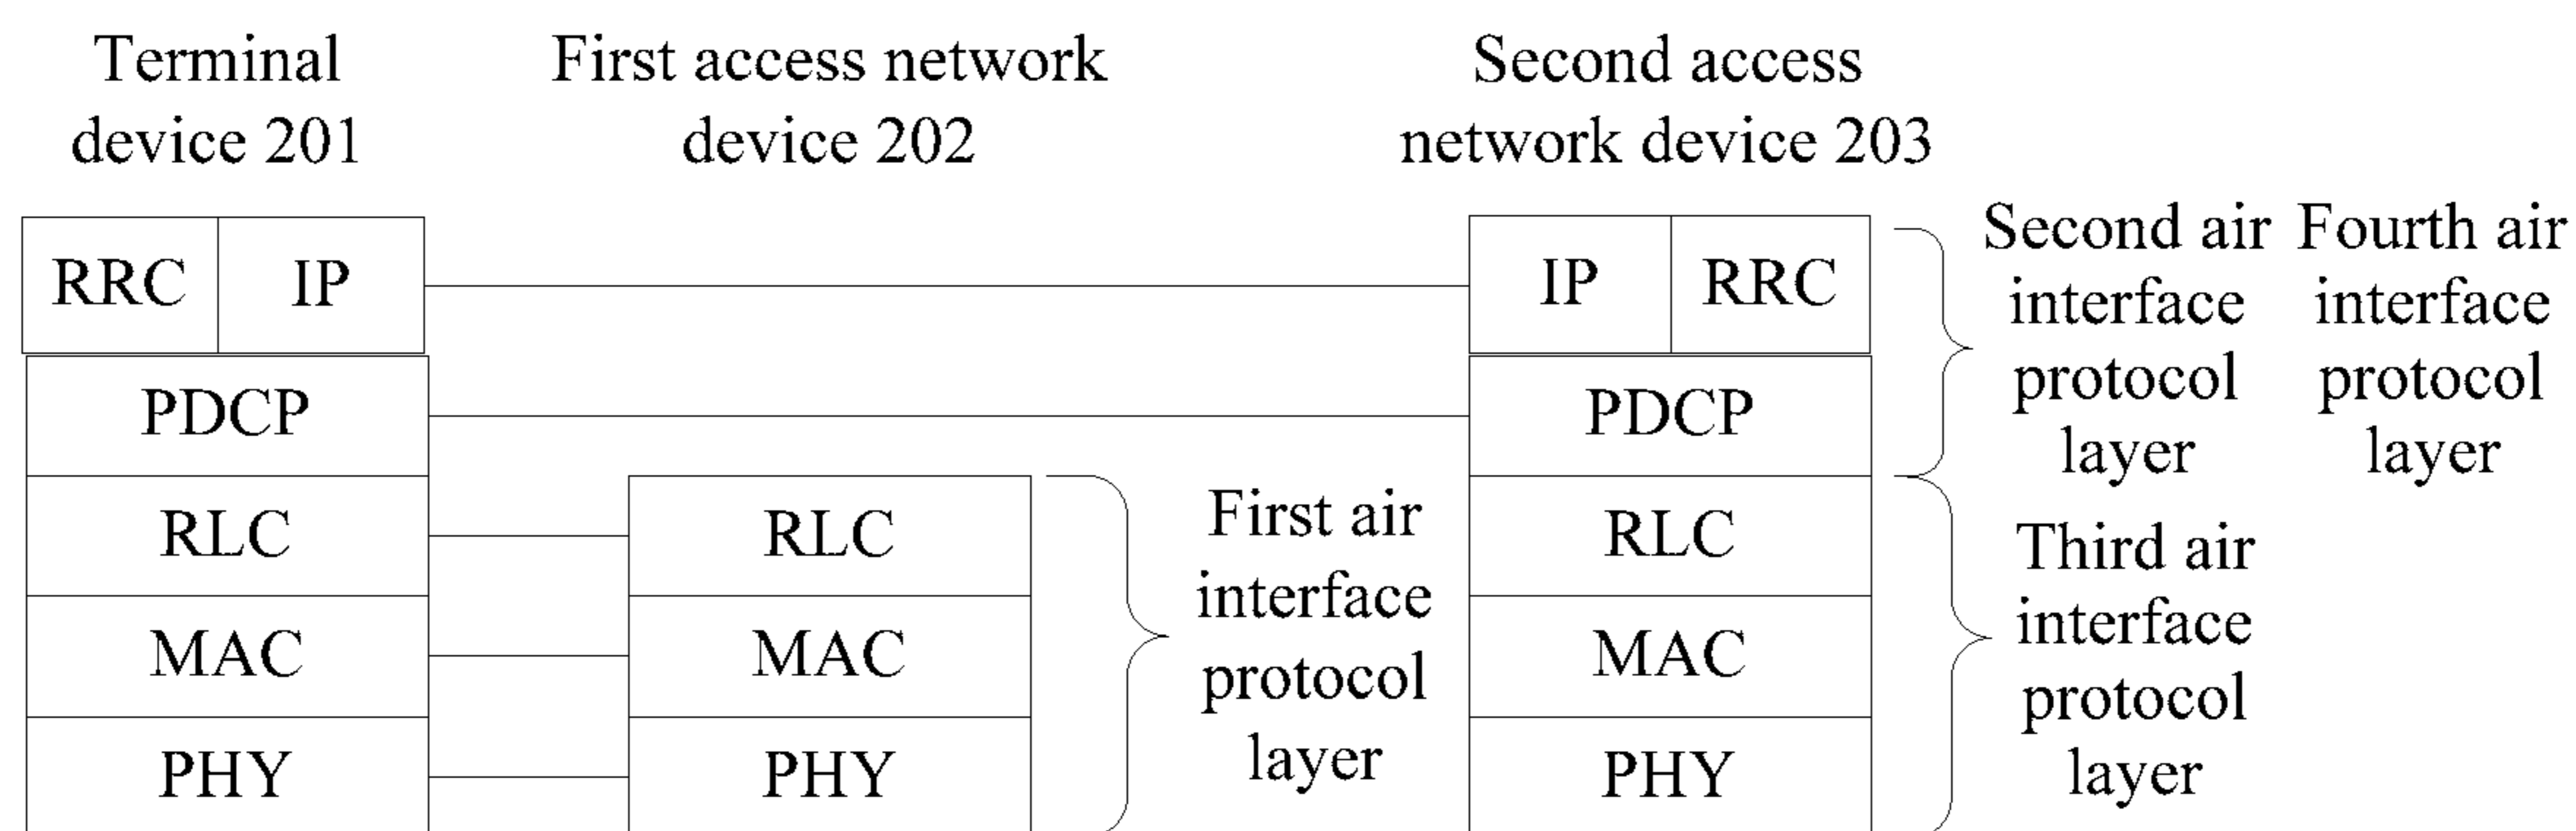 Terminal
device 201
First access network
device 202
Second access
network device 203
RRC IP
IP RRC
Second air
interface
protocol
layer
Fourth air
interface
protocol
layer
PDCP
PDCP
RLC
RLC
First air
interface
protocol
layer
RLC
Third air
interface
protocol
layer
MAC
MAC
MAC
PHY
PHY
PHY